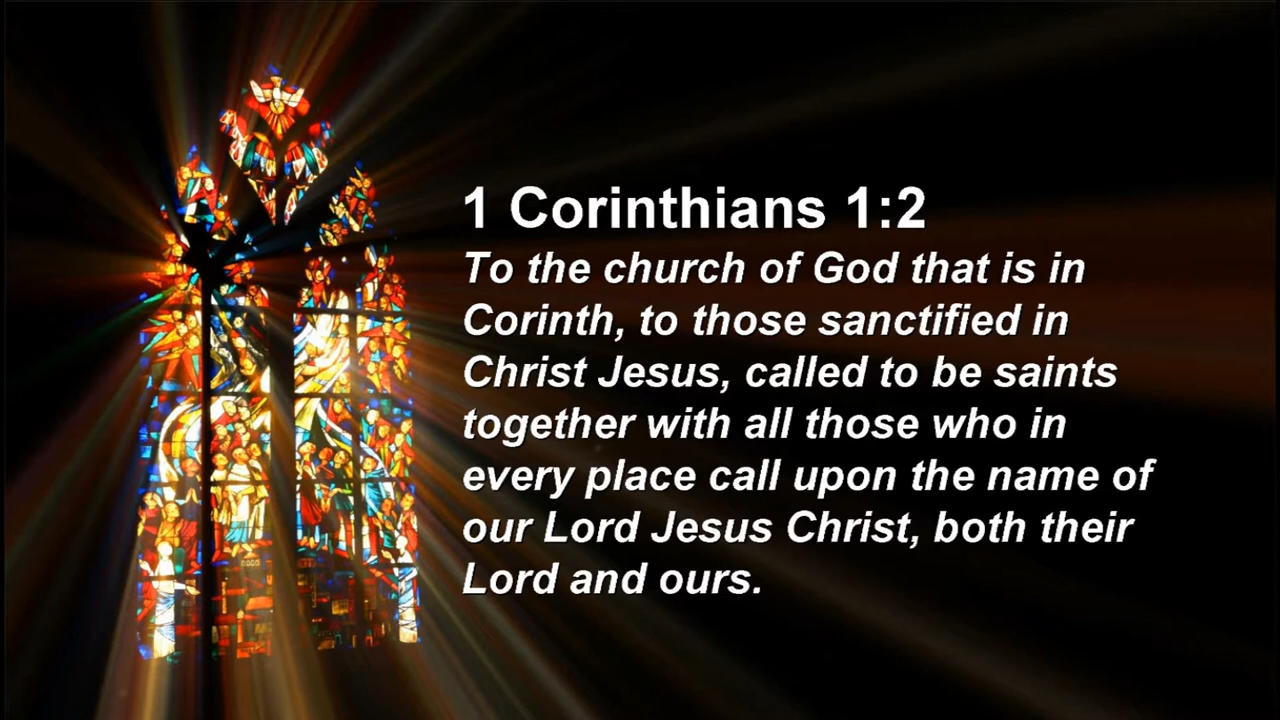 1 Corinthians 1:2
To the church of God that is in
Corinth, to those sanctified in
Christ Jesus, called to be saints
together with all those who in
every place call upon the name of
our Lord Jesus Christ, both their
Lord and ours.